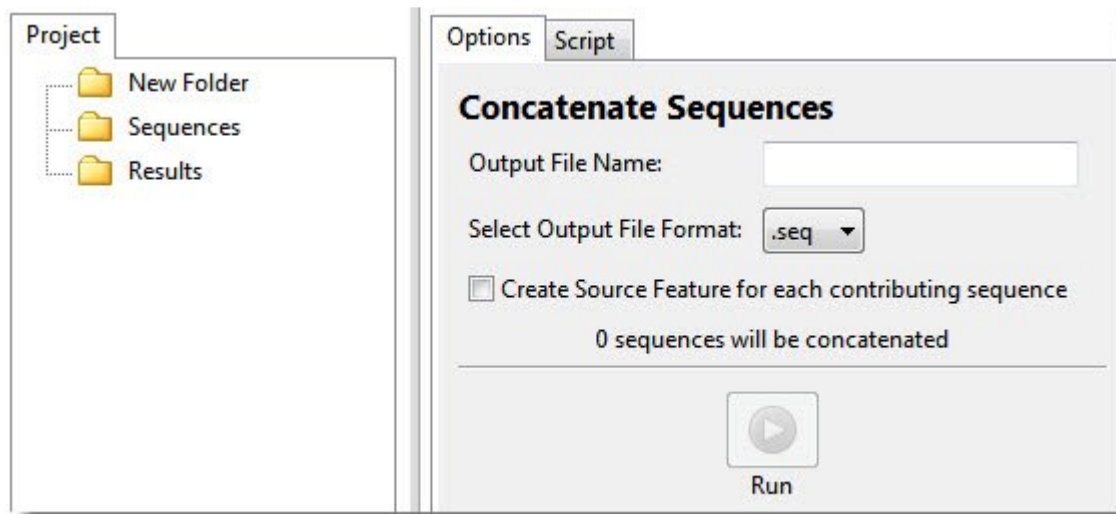 Project
New Folder
Sequences
Results
Options
Script
Concatenate Sequences
Output File Name:
Select Output File Format:
.seq
Create Source Feature for each contributing sequence
0 sequences will be concatenated
Run